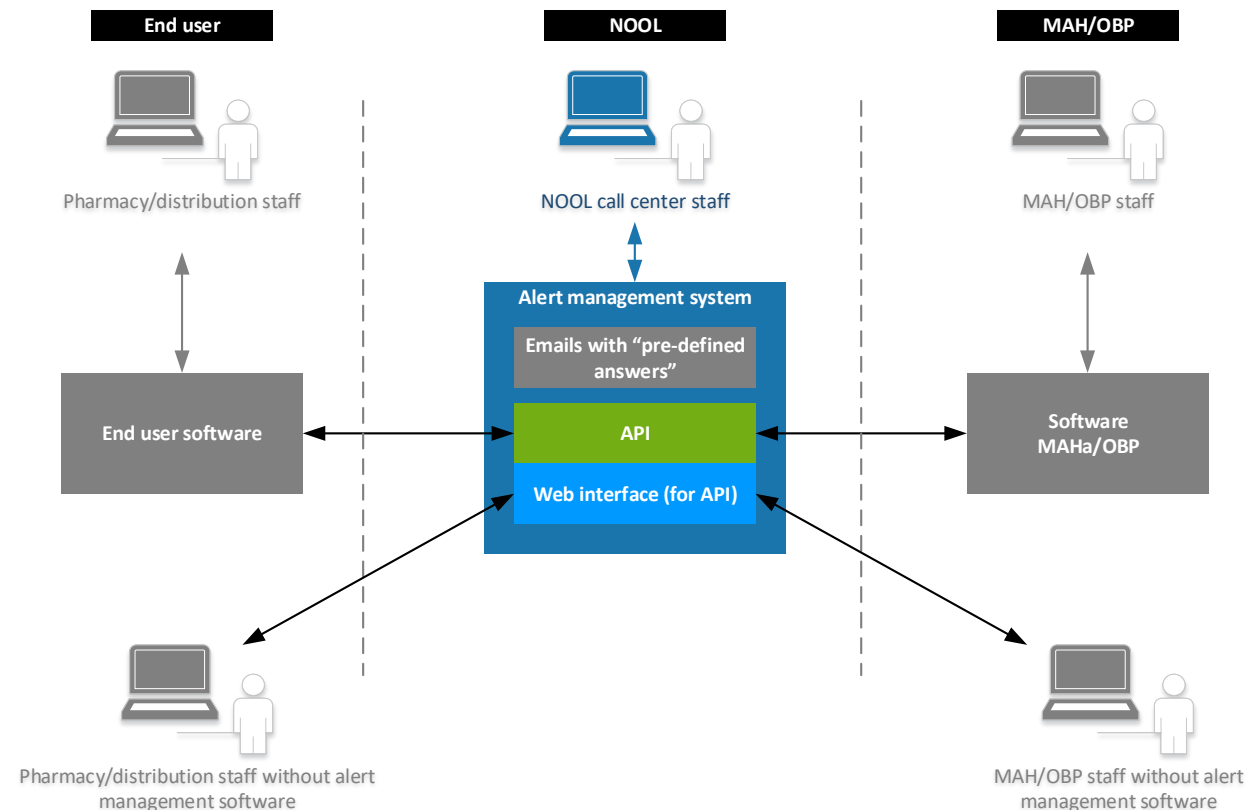 End user
NOOL
MAH/OBP
Pharmacy/distribution staff
NOOL call center staff
MAH/OBP staff
Alert management system
Emails with “pre-defined
answers”
End user software
API
Software
MAHa/OBP
Web interface (for API)
Pharmacy/distribution staff without alert
management software
MAH/OBP staff without alert
management software